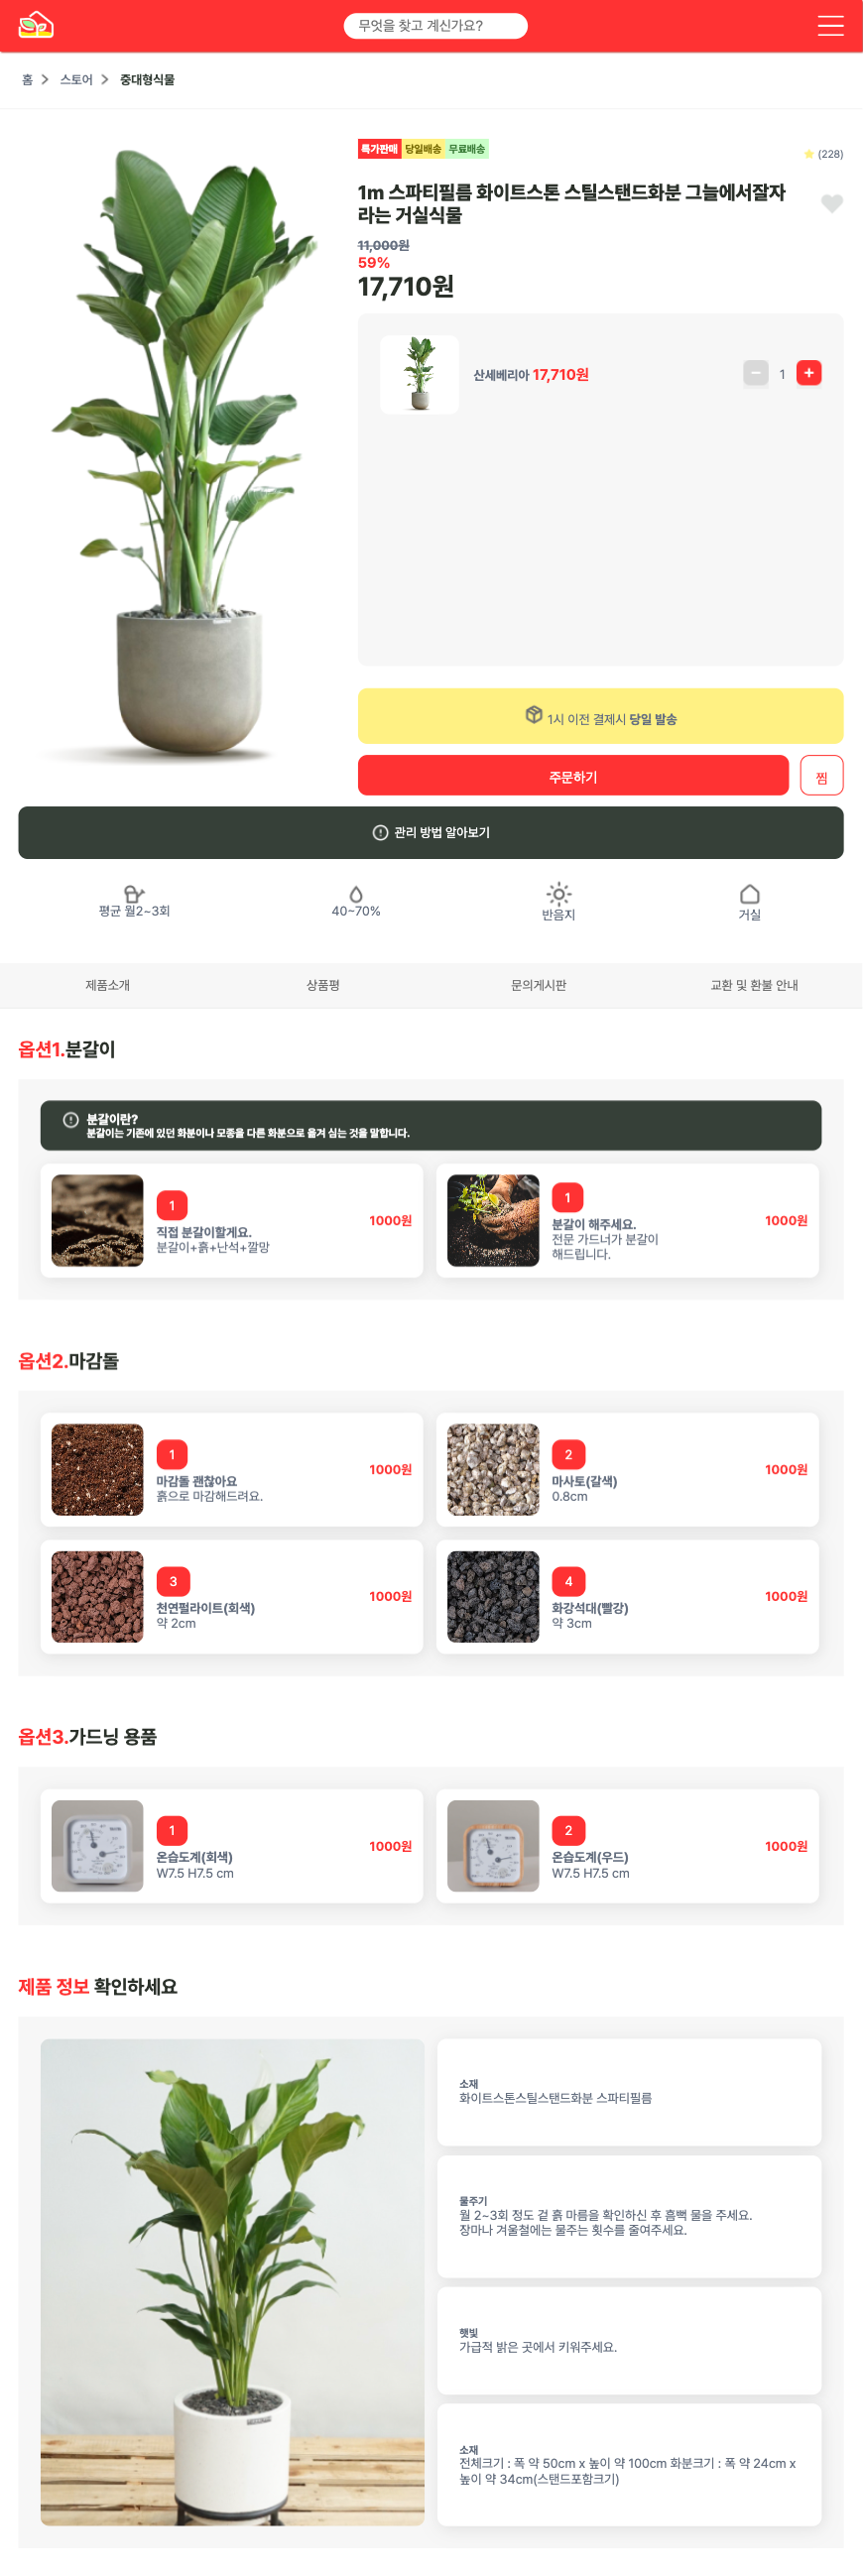 무엇을 찾고 계신가요?
홈 스토어 중대형식물
특가판매 당일배송 무료배송
(228)
1m 스파티필름 화이트스톤 스틸스탠드화분 그늘에서잘자
라는 거실식물
11,000원
59%
17,710원
산세베리아 17,710원
1
1시 이전 결제시 당일 발송
주문하기
찜
관리 방법 알아보기
평균 월2~3회
40~70%
반음지
거실
제품소개
상품평
문의게시판
교환 및 환불 안내
옵션1.분갈이
분갈이란?
분갈이는 기존에 있던 화분이나 모종을 다른 화분으로 옮겨 심는 것을 말합니다.
1
직접 분갈이할게요.
분갈이+흙+난석+깔망
1000원
1
분갈이 해주세요.
전문 가드너가 분갈이
해드립니다.
1000원
옵션2.마감돌
1
마감돌 괜찮아요
흙으로 마감해드려요.
1000원
2
마사토(갈색)
0.8cm
1000원
3
천연펄라이트(회색)
약 2cm
1000원
4
화강석대(빨강)
약 3cm
1000원
옵션3.가드닝 용품
1
온습도계(회색)
W7.5 H7.5 cm
1000원
2
온습도계(우드)
W7.5 H7.5 cm
1000원
제품 정보 확인하세요
소재
화이트스톤스틸스탠드화분 스파티필름
물주기
월 2~3회 정도 겉 흙 마름을 확인하신 후 흠뻑 물을 주세요.
장마나 겨울철에는 물주는 횟수를 줄여주세요.
햇빛
가급적 밝은 곳에서 키워주세요.
소재
전체크기 : 폭 약 50cm x 높이 약 100cm 화분크기 : 폭 약 24cm x
높이 약 34cm(스탠드포함크기)